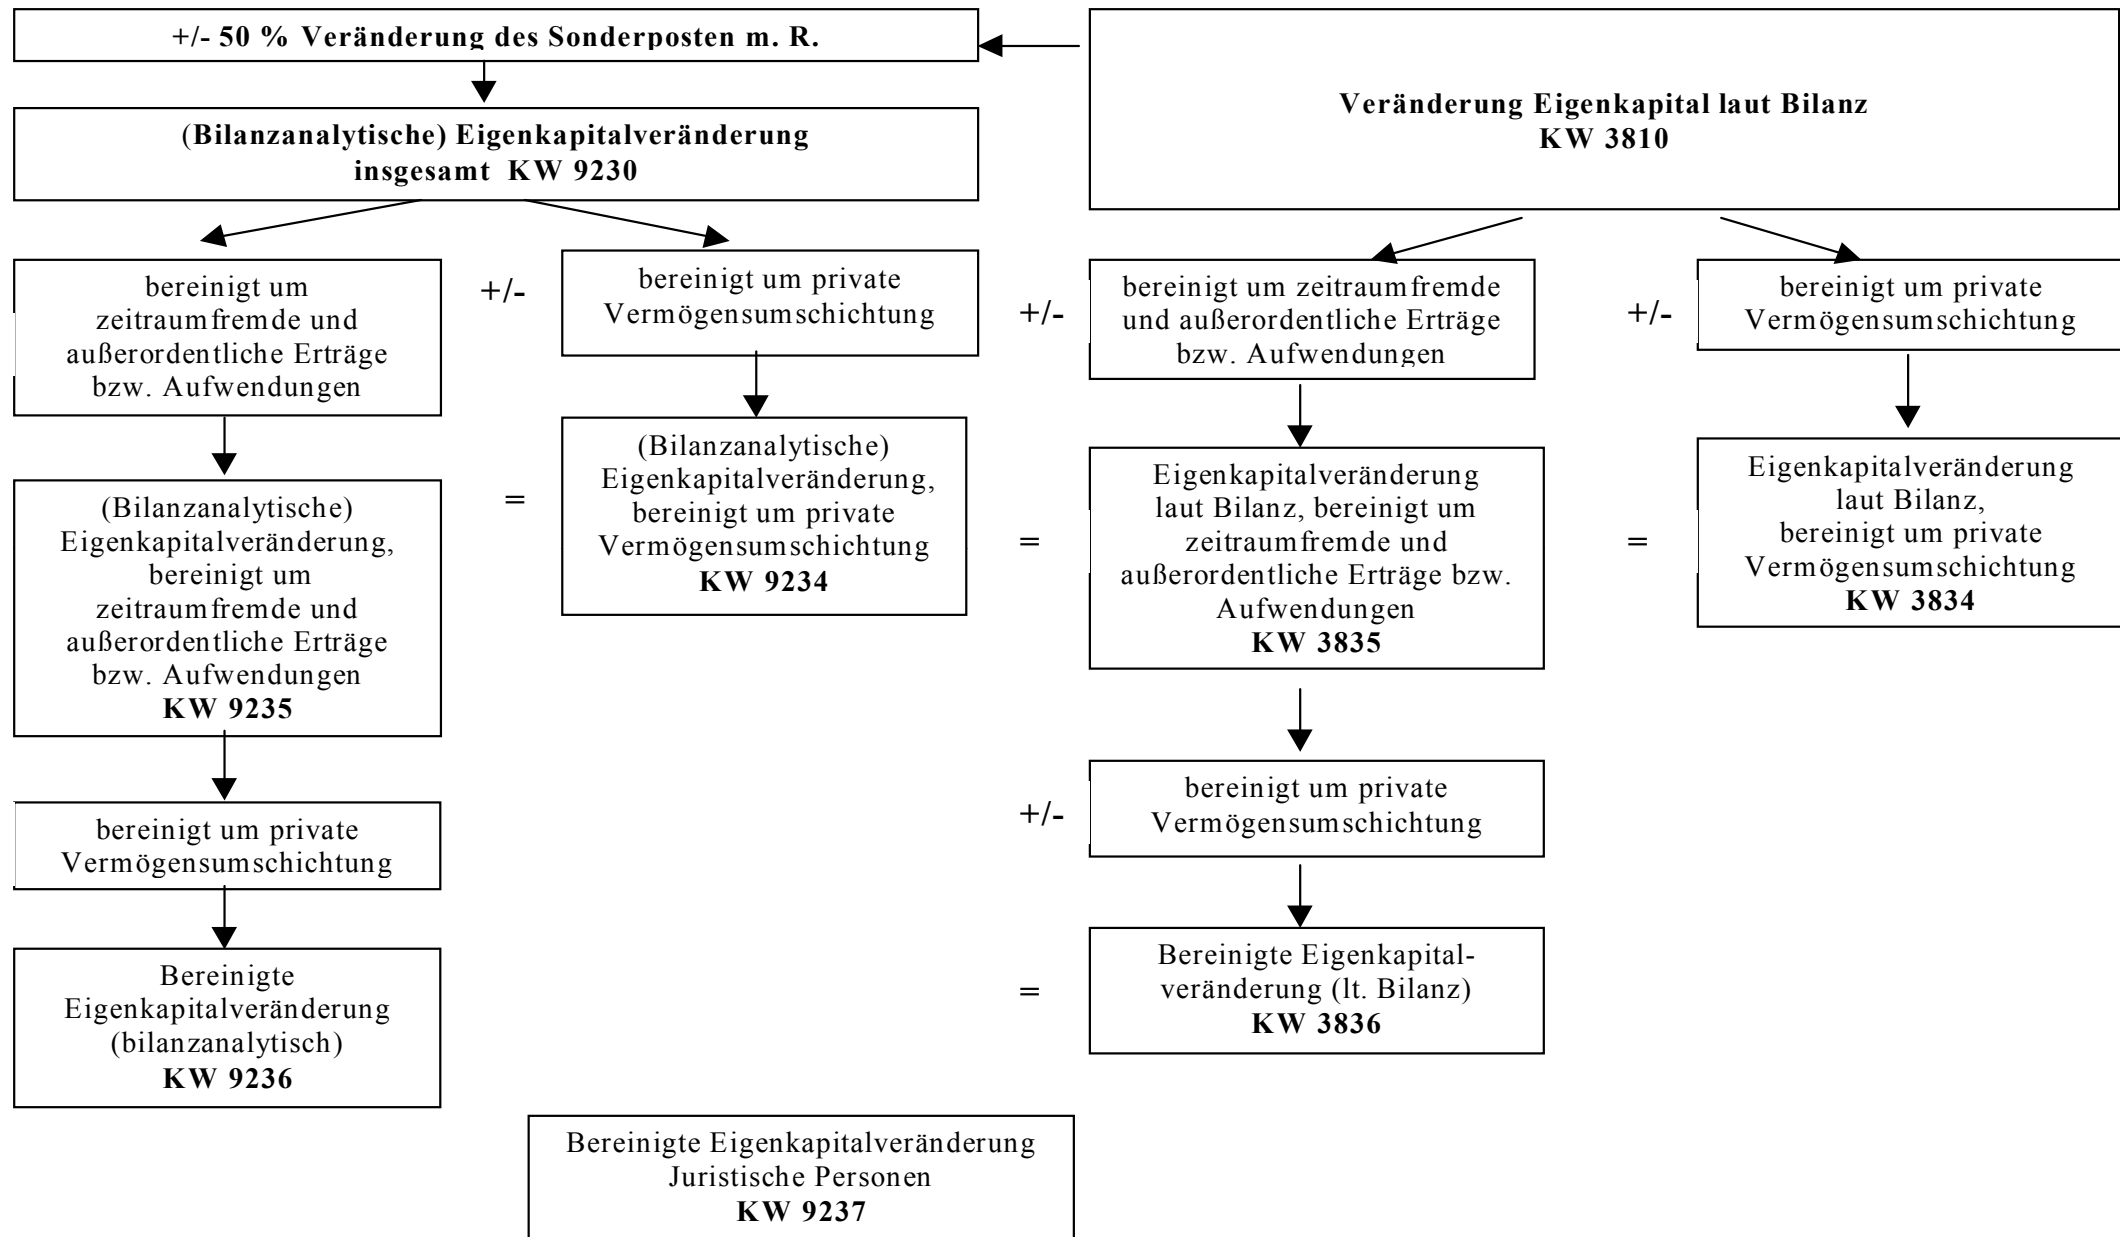 +/- 50 % Veränderung des Sonderposten m. R.
(Bilanzanalytische) Eigenkapitalveränderung
insgesamt KW 9230
Veränderung Eigenkapital laut Bilanz
KW 3810
bereinigt um
zeitraumfremde und
außerordentliche Erträge
bzw. Aufwendungen
+/-
bereinigt um private
Vermögensumschichtung
+/-
bereinigt um zeitraumfremde
und außerordentliche Erträge
bzw. Aufwendungen
+/-
bereinigt um private
Vermögensumschichtung
(Bilanzanalytische)
Eigenkapitalveränderung,
bereinigt um
zeitraumfremde und
außerordentliche Erträge
bzw. Aufwendungen
KW 9235
=
(Bilanzanalytische)
Eigenkapitalveränderung,
bereinigt um private
Vermögensumschichtung
KW 9234
=
Eigenkapitalveränderung
laut Bilanz, bereinigt um
zeitraumfremde und
außerordentliche Erträge bzw.
Aufwendungen
KW 3835
=
Eigenkapitalveränderung
laut Bilanz,
bereinigt um private
Vermögensumschichtung
KW 3834
bereinigt um private
Vermögensumschichtung
+/-
bereinigt um private
Vermögensumschichtung
Bereinigte
Eigenkapitalveränderung
(bilanzanalytisch)
KW 9236
=
Bereinigte Eigenkapital-
veränderung (lt. Bilanz)
KW 3836
Bereinigte Eigenkapitalveränderung
Juristische Personen
KW 9237